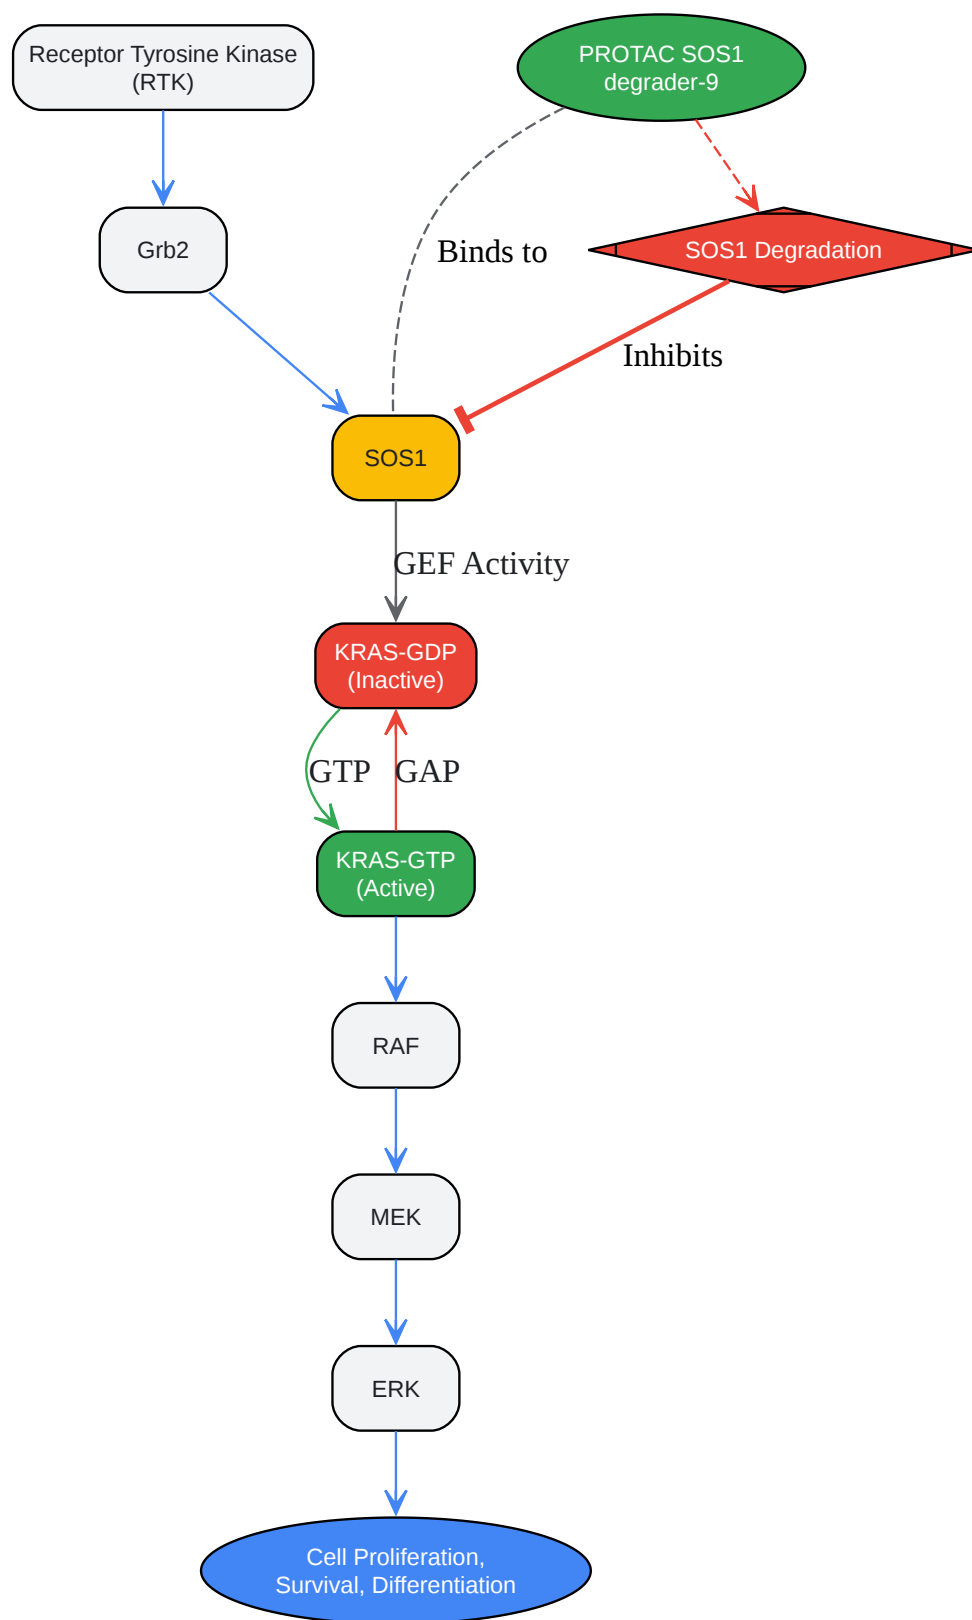 Receptor Tyrosine Kinase
(RTK)
PROTAC SOS1
degrader-9
Grb2
Binds to
SOS1 Degradation
Inhibits
SOS1
GEF Activity
KRAS-GDP
(Inactive)
GTP
GAP
KRAS-GTP
(Active)
RAF
MEK
ERK
Cell Proliferation,
Survival, Differentiation